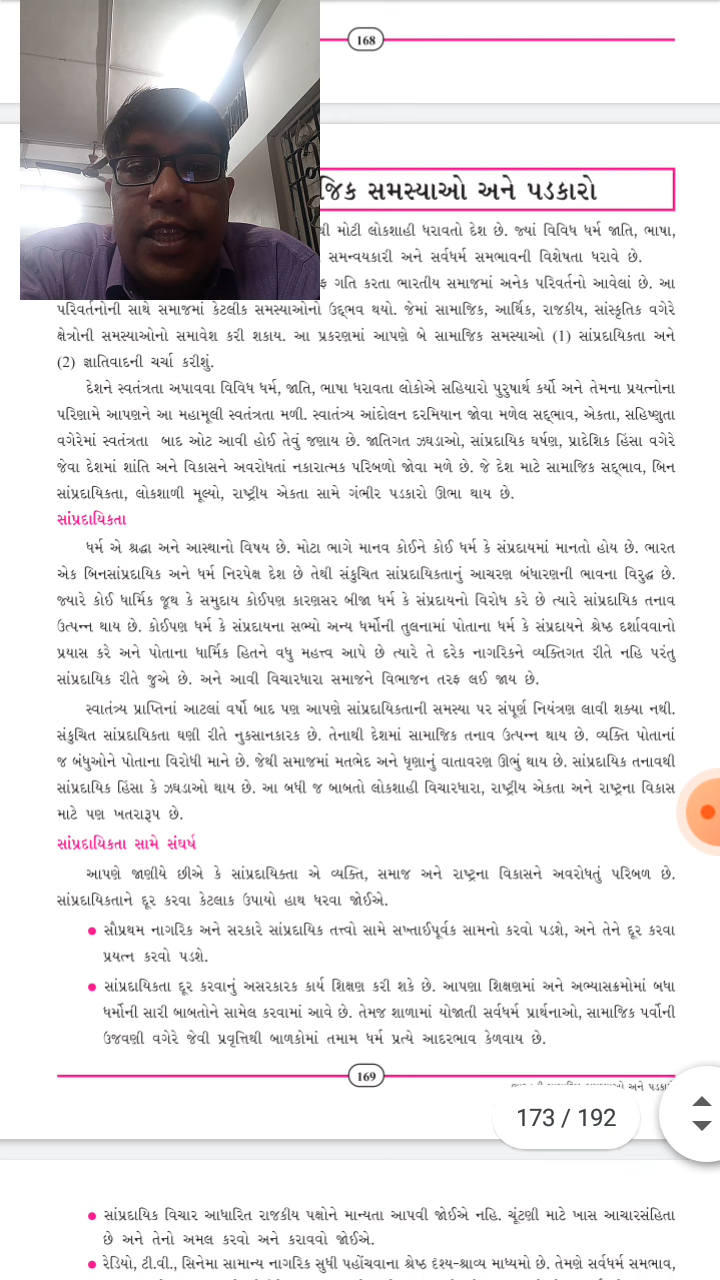 168
જિક સમસ્યાઓ અને પડકારો
મોટી લોકશાહી ધરાવતો દેશ છે. જ્યાં વિવિધ ધર્મ જાતિ, ભાષા,
સમન્વયકારી અને સર્વધર્મ સમભાવની વિશેષતા ધરાવે છે.
ગતિ કરતા ભારતીય સમાજમાં અનેક પરિવર્તનો આવેલાં છે. આ
પરિવર્તનોની સાથે સમાજમાં કેટલીક સમસ્યાઓનો ઉદ્ભવ થયો. જેમાં સામાજિક, આર્થિક, રાજકીય, સાંસ્કૃતિક વગેરે
ક્ષેત્રોની સમસ્યાઓનો સમાવેશ કરી શકાય. આ પ્રકરણમાં આપણે બે સામાજિક સમસ્યાઓ (1) સાંપ્રદાયિકતા અને
(2) જ્ઞાતિવાદની ચર્ચા કરીશું.
દેશને સ્વતંત્રતા અપાવવા વિવિધ ધર્મ, જાતિ, ભાષા ધરાવતા લોકોએ સહિયારો પુરુષાર્થ કર્યો અને તેમના પ્રયત્નોના
પરિણામે આપણને આ મહામૂલી સ્વતંત્રતા મળી. સ્વાતંત્ર્ય આંદોલન દરમિયાન જોવા મળેલ સદ્ભાવ, એકતા, સહિષ્ણુતા
વગેરેમાં સ્વતંત્રતા બાદ ઓટ આવી હોઈ તેવું જણાય છે. જાતિગત ઝઘડાઓ, સાંપ્રદાયિક ઘર્ષણ, પ્રાદેશિક હિંસા વગેરે
જેવા દેશમાં શાંતિ અને વિકાસને અવરોધતાં નકારાત્મક પરિબળો જોવા મળે છે. જે દેશ માટે સામાજિક સદ્ભાવ, બિન
સાંપ્રદાયિકતા, લોકશાળી મૂલ્યો, રાષ્ટ્રીય એકતા સામે ગંભીર પડકારો ઊભા થાય છે.
સાંપ્રદાયિકતા
ધર્મ એ શ્રદ્ધા અને આસ્થાનો વિષય છે. મોટા ભાગે માનવ કોઈને કોઈ ધર્મ કે સંપ્રદાયમાં માનતો હોય છે. ભારત
એક બિનસાંપ્રદાયિક અને ધર્મ નિરપેક્ષ દેશ છે તેથી સંકુચિત સાંપ્રદાયિકતાનું આચરણ બંધારણની ભાવના વિરુદ્ધ છે.
જ્યારે કોઈ ધાર્મિક જૂથ કે સમુદાય કોઈપણ કારણસર બીજા ધર્મ કે સંપ્રદાયનો વિરોધ કરે છે ત્યારે સાંપ્રદાયિક તનાવ
ઉત્પન્ન થાય છે. કોઈપણ ધર્મ કે સંપ્રદાયના સભ્યો અન્ય ધર્મોની તુલનામાં પોતાના ધર્મ કે સંપ્રદાયને શ્રેષ્ઠ દર્શાવવાનો
પ્રયાસ કરે અને પોતાના ધાર્મિક હિતને વધુ મહત્ત્વ આપે છે ત્યારે તે દરેક નાગરિકને વ્યક્તિગત રીતે નહિ પરંતુ
સાંપ્રદાયિક રીતે જુએ છે. અને આવી વિચારધારા સમાજને વિભાજન તરફ લઈ જાય છે.
સ્વાતંત્ર્ય પ્રાપ્તિનાં આટલાં વર્ષો બાદ પણ આપણે સાંપ્રદાયિકતાની સમસ્યા પર સંપૂર્ણ નિયંત્રણ લાવી શક્યા નથી.
સંકુચિત સાંપ્રદાયિકતા ઘણી રીતે નુકસાનકારક છે. તેનાથી દેશમાં સામાજિક તનાવ ઉત્પન્ન થાય છે. વ્યક્તિ પોતાનાં
જ બંધુઓને પોતાના વિરોધી માને છે. જેથી સમાજમાં મતભેદ અને ધૃણાનું વાતાવરણ ઊભું થાય છે. સાંપ્રદાયિક તનાવથી
સાંપ્રદાયિક હિંસા કે ઝઘડાઓ થાય છે. આ બધી જ બાબતો લોકશાહી વિચારધારા, રાષ્ટ્રીય એકતા અને રાષ્ટ્રના વિકાસ
માટે પણ ખતરારૂપ છે.
સાંપ્રદાયિકતા સામે સંઘર્ષ
આપણે જાણીયે છીએ કે સાંપ્રદાયિક્તા એ વ્યક્તિ, સમાજ અને રાષ્ટ્રના વિકાસને અવરોધતું પરિબળ છે.
સાંપ્રદાયિકતાને દૂર કરવા કેટલાક ઉપાયો હાથ ધરવા જોઈએ.
● સૌપ્રથમ નાગરિક અને સરકારે સાંપ્રદાયિક તત્ત્વો સામે સખ્તાઈપૂર્વક સામનો કરવો પડશે, અને તેને દૂર કરવા
પ્રયત્ન કરવો પડશે.
● સાંપ્રદાયિકતા દૂર કરવાનું અસરકારક કાર્ય શિક્ષણ કરી શકે છે. આપણા શિક્ષણમાં અને અભ્યાસક્રમોમાં બધા
ધર્મોની સારી બાબતોને સામેલ કરવામાં આવે છે. તેમજ શાળામાં યોજાતી સર્વધર્મ પ્રાર્થનાઓ, સામાજિક પર્વોની
ઉજવણી વગેરે જેવી પ્રવૃત્તિથી બાળકોમાં તમામ ધર્મ પ્રત્યે આદરભાવ કેળવાય છે.
169
અને
173 / 192
● સાંપ્રદાયિક વિચાર આધારિત રાજકીય પક્ષોને માન્યતા આપવી જોઈએ નહિ. ચૂંટણી માટે ખાસ આચારસંહિતા
છે અને તેનો અમલ કરવો અને કરાવવો જોઈએ.
● રેડિયો, ટી.વી., સિનેમા સામાન્ય નાગરિક સુધી પહોંચવાના શ્રેષ્ઠ દૃશ્ય-શ્રાવ્ય માધ્યમો છે. તેમણે સર્વધર્મ સમભાવ,